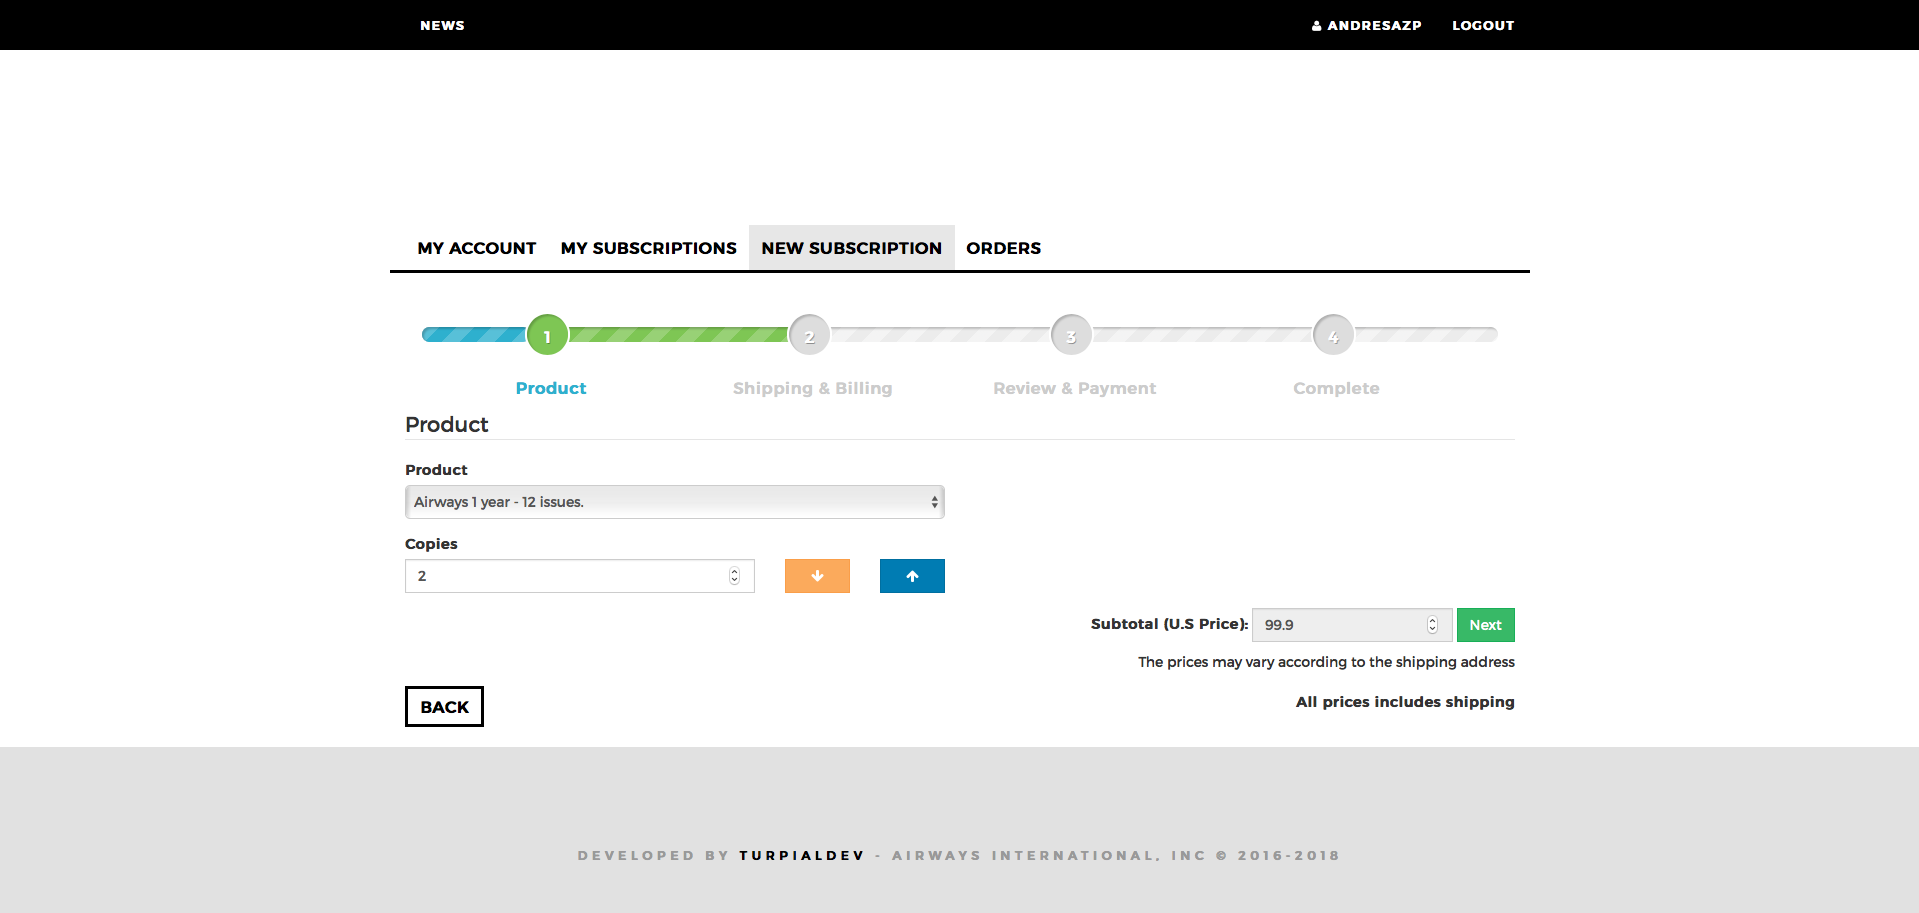 NEWS
ANDRESAZP
LOGOUT
MY ACCOUNT
MY SUBSCRIPTIONS
NEW SUBSCRIPTION
ORDERS
1
2
3
4
Product
Shipping & Billing
Review & Payment
Complete
Product
Product
Airways 1 year - 12 issues.
Copies
2
Subtotal (U.S Price):
99.9
Next
The prices may vary according to the shipping address
All prices includes shipping
BACK
DEVELOPED BY TURPIALDEV - AIRWAYS INTERNATIONAL, INC © 2016-2018